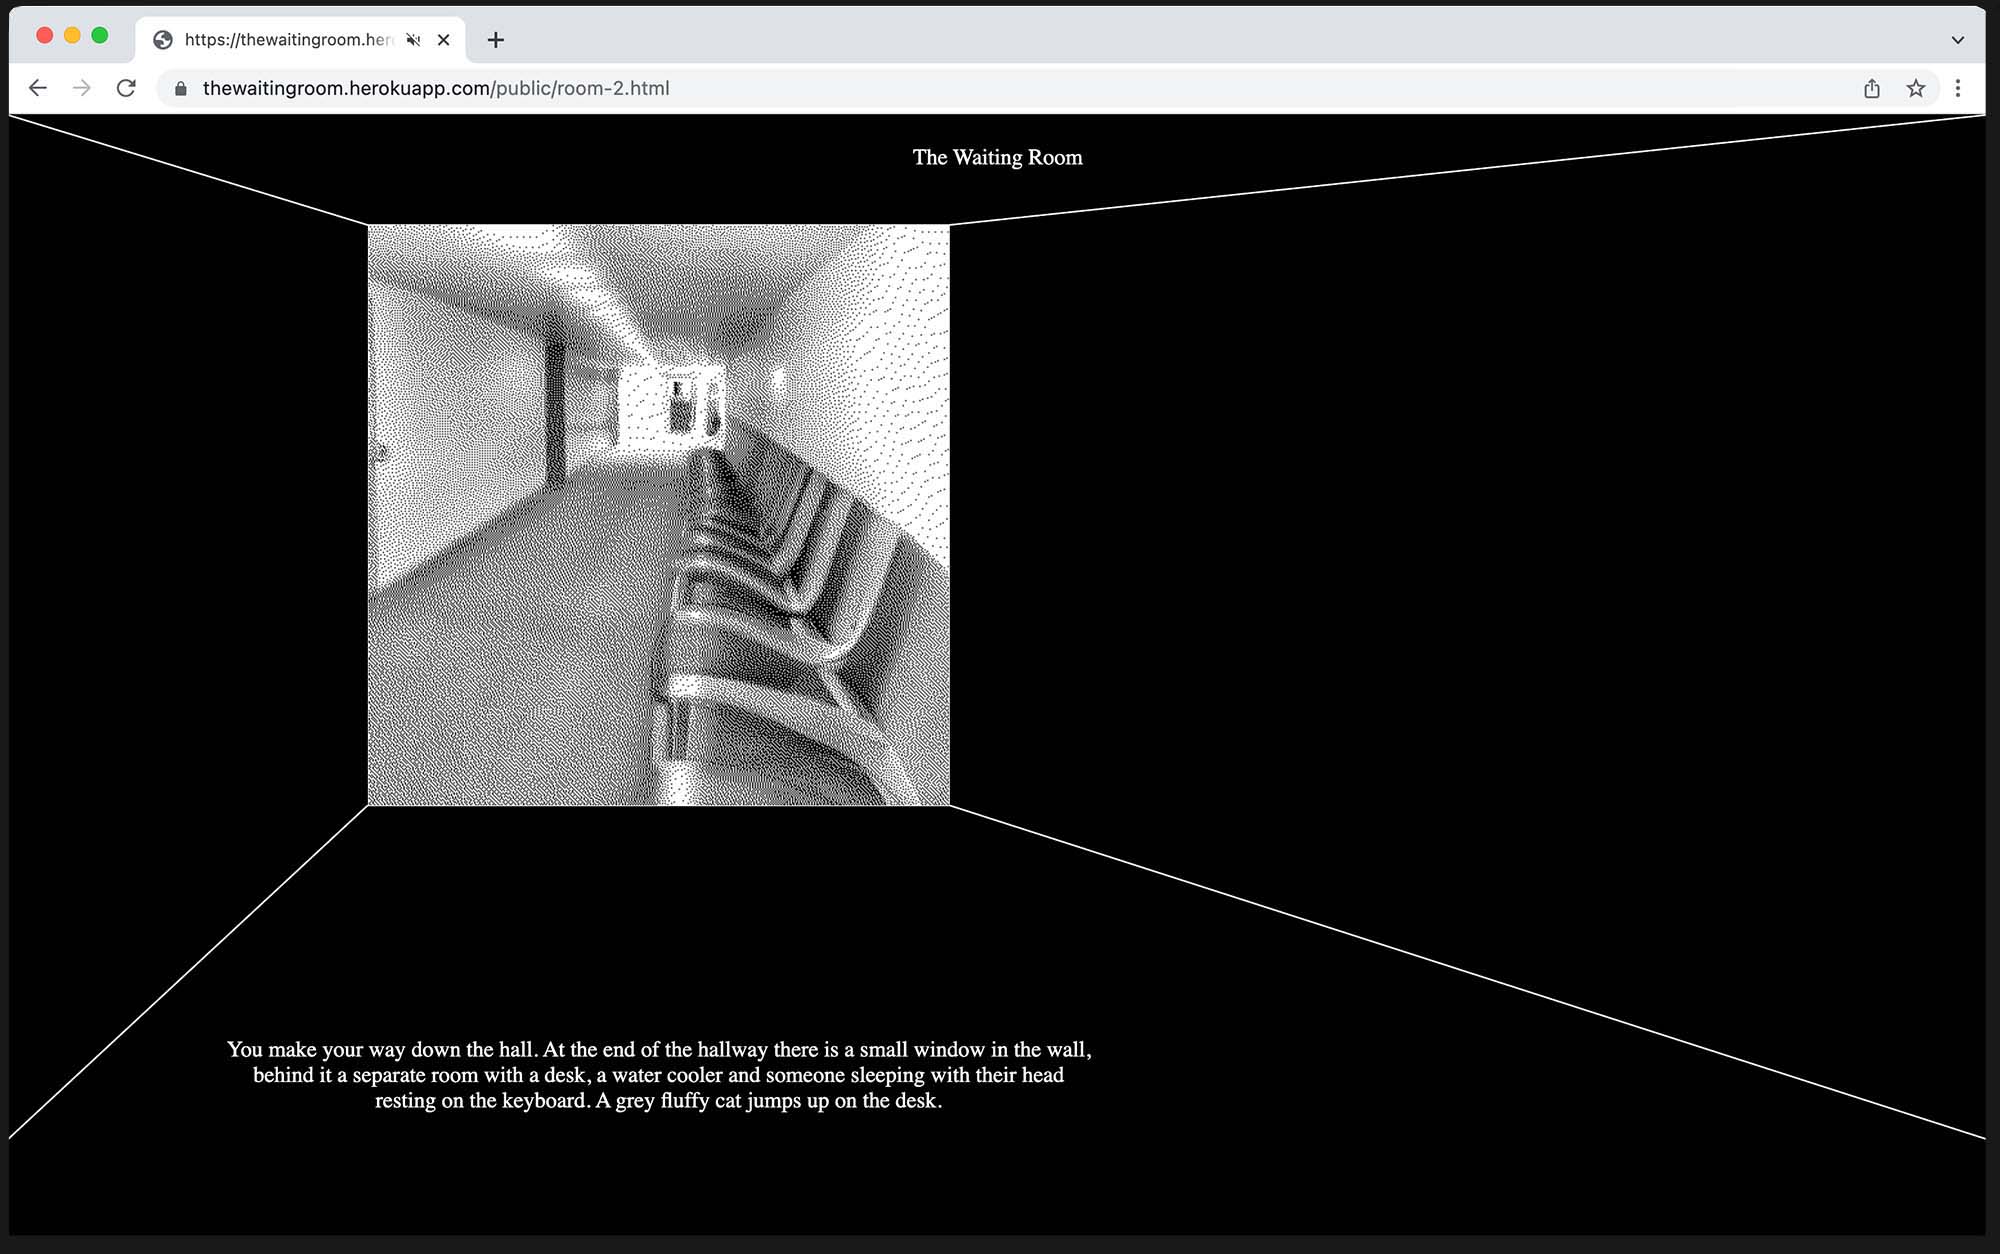 https://thewaitingroom.her
thewaitingroom.herokuapp.com/public/room-2.html
The Waiting Room
You make your way down the hall. At the end of the hallway there is a small window in the wall,
behind it a separate room with a desk, a water cooler and someone sleeping with their head
resting on the keyboard. A grey fluffy cat jumps up on the desk.